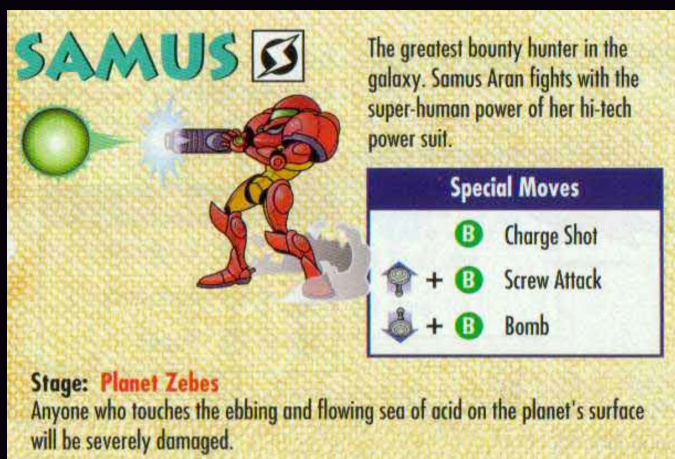 SAMUS
The greatest bounty hunter in the
galaxy. Samus Aran fights with the
super-human power of her hi-tech
power suit.
Special Moves
B Charge Shot
+ B Screw Attack
+ B Bomb
Stage: Planet Zebes
Anyone who touches the ebbing and flowing sea of acid on the planet's surface
will be severely damaged.